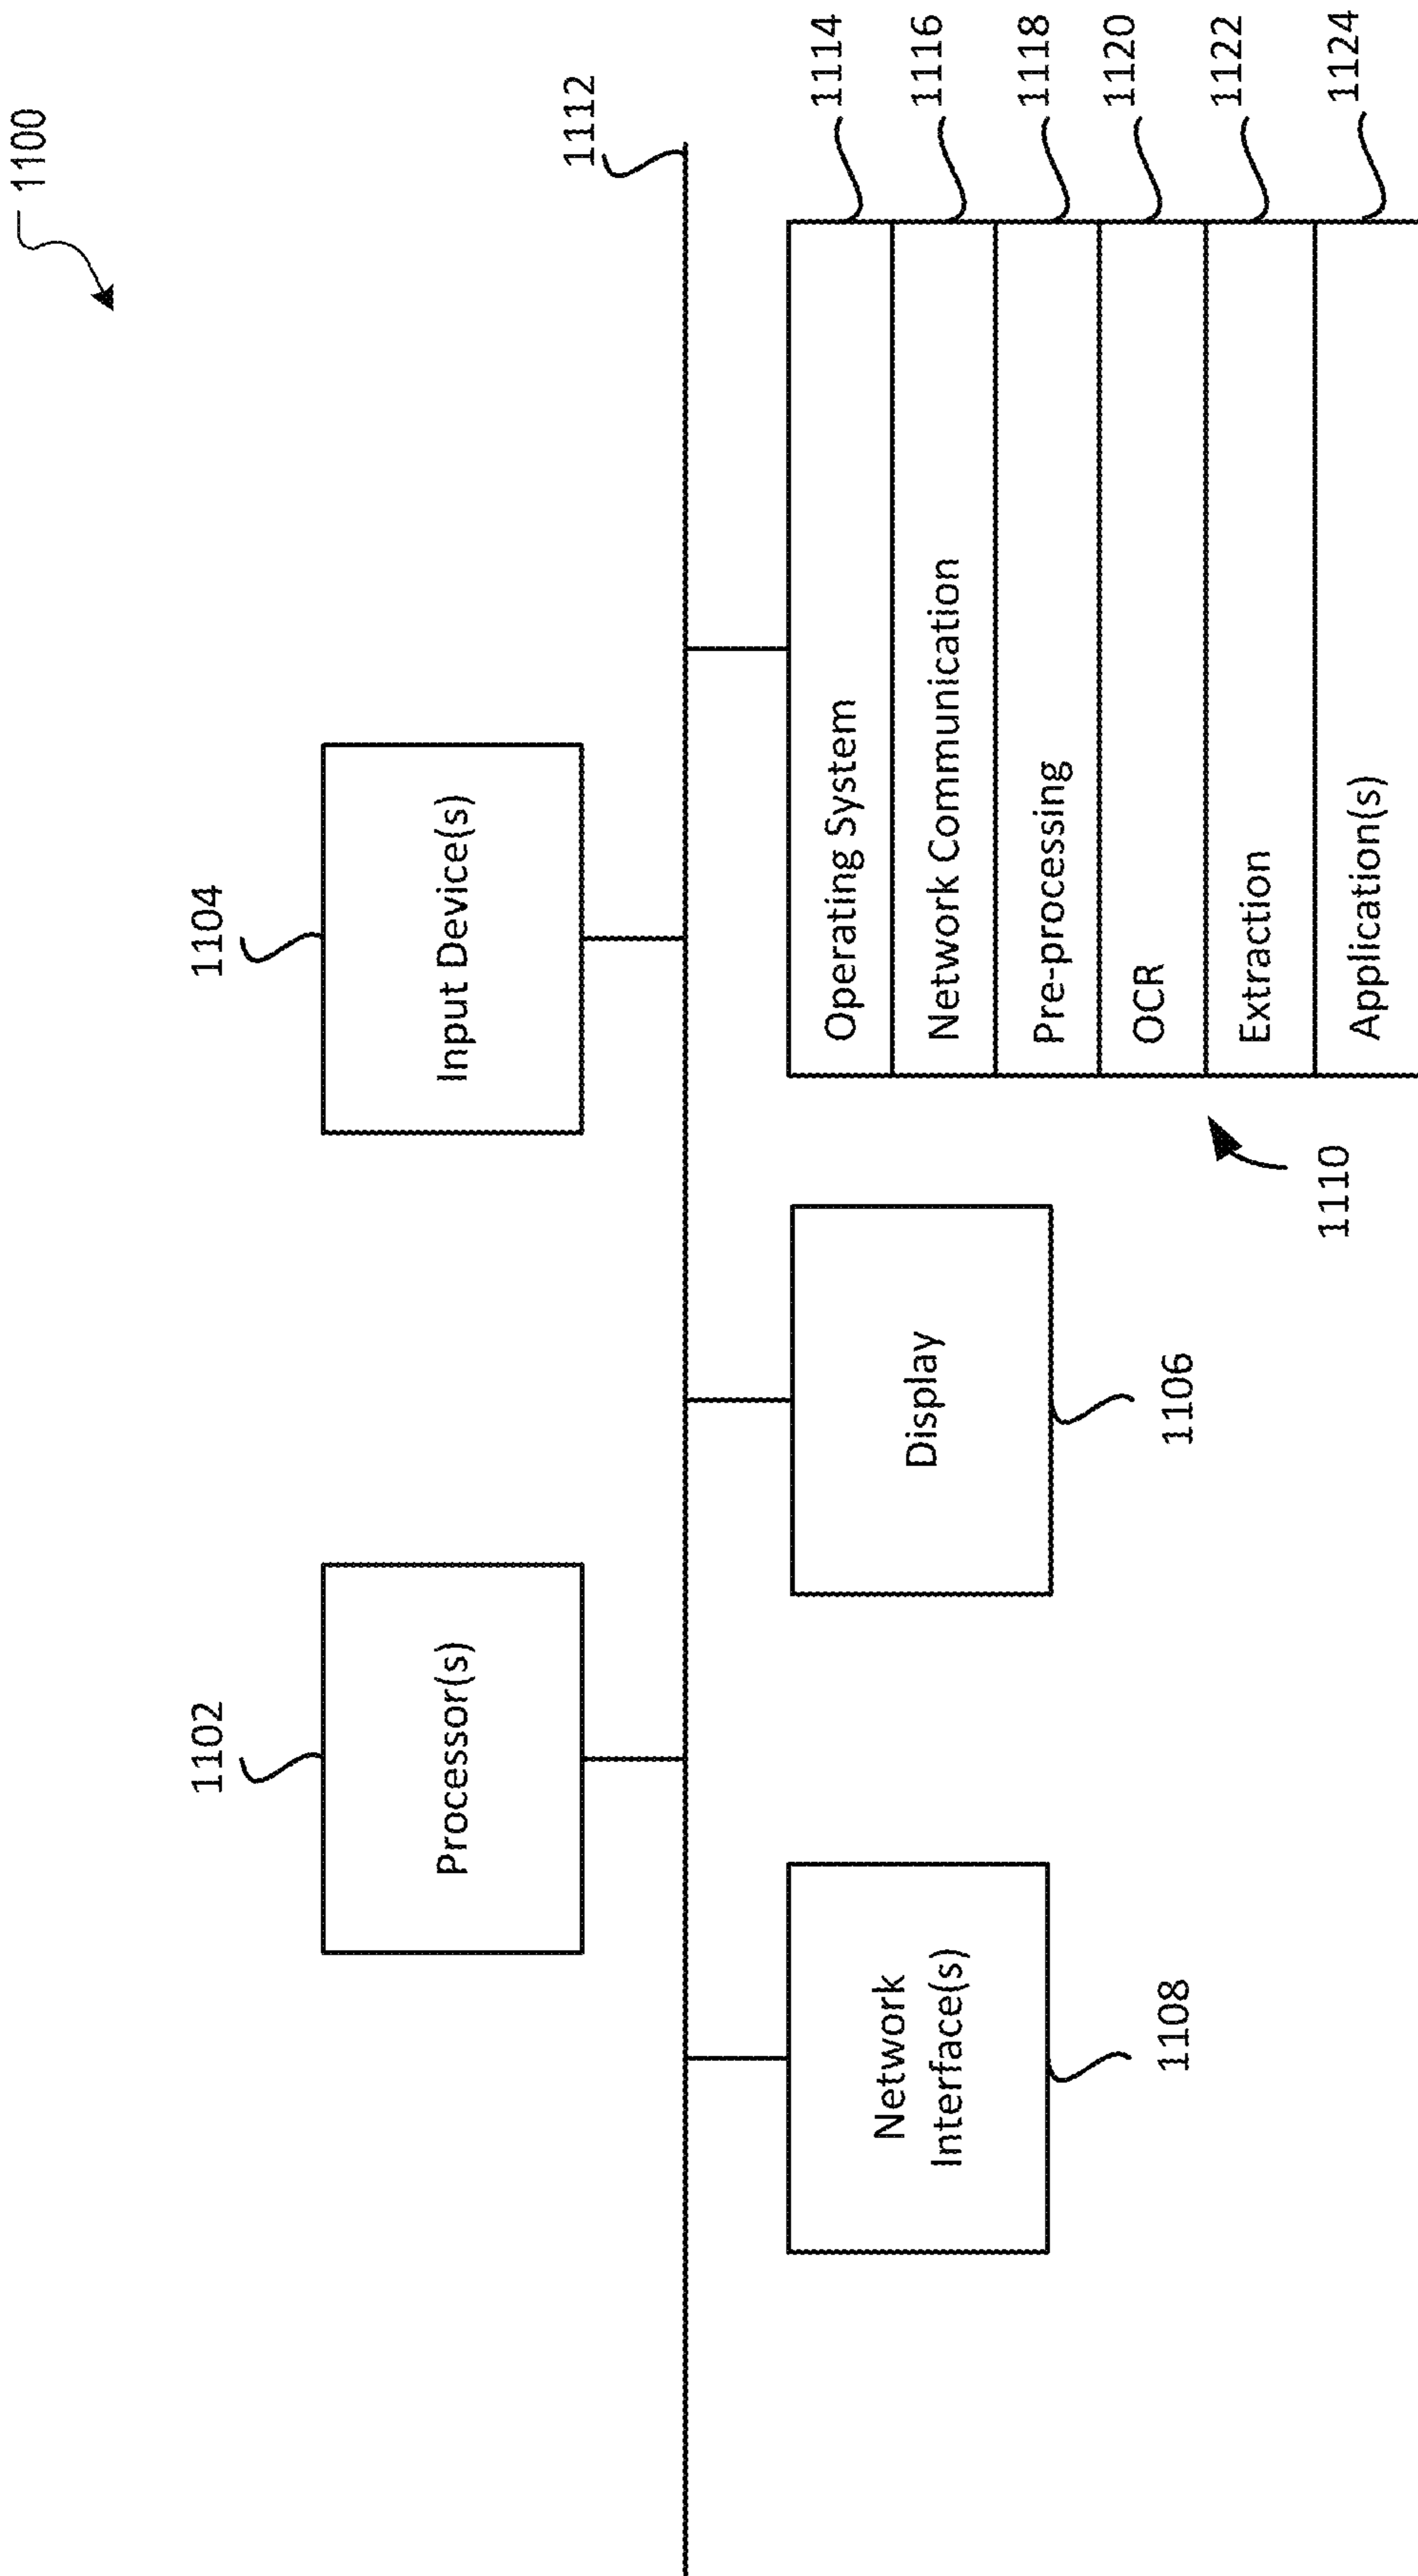 1100
1102
1104
Processor(s)
Input Device(s)
1112
Network
Interface(s)
Display
Operating System
1114
Network Communication
1116
Pre-processing
1118
OCR
1120
Extraction
1122
Application(s)
1124
1108
1106
1110